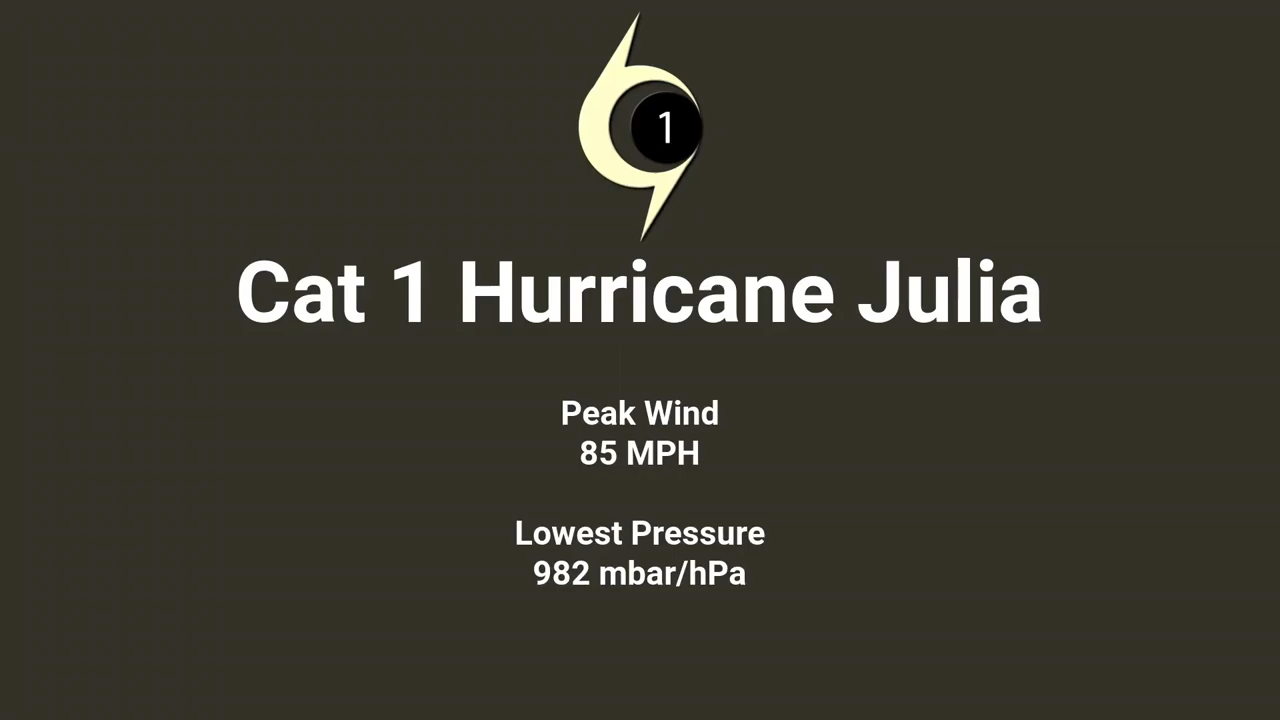 1
Cat 1 Hurricane Julia
Peak Wind
85 MPH
Lowest Pressure
982 mbar/hPa